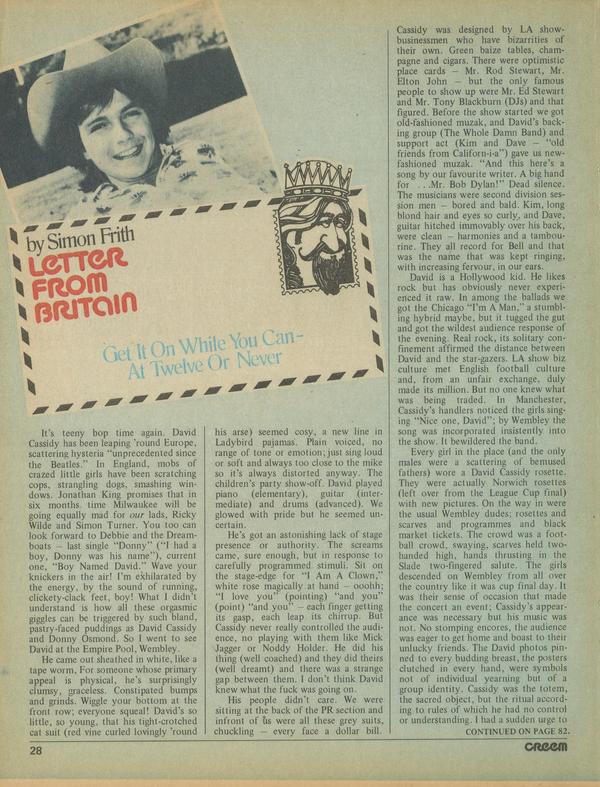 by Simon Frith
LETTER
FROM
BRITAIN
Get It On While You Can–
At Twelve Or Never
It's teeny bop time again. David
Cassidy has been leaping 'round Europe,
scattering hysteria “unprecedented since
the Beatles.” In England, mobs of
crazed little girls have been scratching
cops, strangling dogs, smashing win-
dows. Jonathan King promises that in
six months time Milwaukee will be
going equally mad for our lads, Ricky
Wilde and Simon Turner. You too can
look forward to Debbie and the Dream-
boats – last single “Donny” (“I had a
boy, Donny was his name”), current
one, “Boy Named David.” Wave your
knickers in the air! I'm exhilarated by
the energy, by the sound of running,
clickety-clack feet, boy! What I didn't
understand is how all these orgasmic
giggles can be triggered by such bland,
pastry-faced puddings as David Cassidy
and Donny Osmond. So I went to see
David at the Empire Pool, Wembley.
He came out sheathed in white, like a
tape worm, For someone whose primary
appeal is physical, he's surprisingly
clumsy, graceless. Constipated bumps
and grinds. Wiggle your bottom at the
front row; everyone squeal! David's so
little, so young, that his tight-crotched
cat suit (red vine curled lovingly 'round
his arse) seemed cosy, a new line in
Ladybird pajamas. Plain voiced, no
range of tone or emotion; just sing loud
or soft and always too close to the mike
so it's always distorted anyway. The
children's party show-off. David played
piano (elementary), guitar (inter-
mediate) and drums (advanced). We
glowed with pride but he seemed un-
certain.
He's got an astonishing lack of stage
presence or authority. The screams
came, sure enough, but in response to
carefully programmed stimuli. Sit on
the stage-edge for “I Am A Clown,”
white rose magically at hand – ooohh;
“I love you” (pointing) “and you”
(point) “and you” – each finger getting
its gasp, each leap its chirrup. But
Cassidy never really controlled the audi-
ence, no playing with them like Mick
Jagger or Noddy Holder. He did his
thing (well coached) and they did theirs
(well dreamt) and there was a strange
gap between them. I don't think David
knew what the fuck was going on.
His people didn't care. We were
sitting at the back of the PR section and
infront of us were all these grey suits,
chuckling – every face a dollar bill.
Cassidy was designed by LA show-
businessmen who have bizarrities of
their own. Green baize tables, cham-
pagne and cigars. There were optimistic
place cards – Mr. Rod Stewart, Mr.
Elton John – but the only famous
people to show up were Mr. Ed Stewart
and Mr. Tony Blackburn (DJs) and that
figured. Before the show started we got
old-fashioned muzak, and David's back-
ing group (The Whole Damn Band) and
support act (Kim and Dave – “old
friends from Californ-i-a”) gave us new-
fashioned muzak. “And this here's a
song by our favourite writer. A big hand
for ...Mr. Bob Dylan!” Dead silence.
The musicians were second division ses-
sion men – bored and bald. Kim, long
blond hair and eyes so curly, and Dave,
guitar hitched immovably over his back,
were clean – harmonies and a tambou-
rine. They all record for Bell and that
was the name that was kept ringing,
with increasing fervour, in our ears.
David is a Hollywood kid. He likes
rock but has obviously never experi-
enced it raw. In among the ballads we
got the Chicago “I'm A Man,” a stumbl-
ing hybrid maybe, but it tugged the gut
and got the wildest audience response of
the evening. Real rock, its solitary con-
finement affirmed the distance between
David and the star-gazers. LA show biz
culture met English football culture
and, from an unfair exchange, duly
made its million. But no one knew what
was being traded. In Manchester,
Cassidy's handlers noticed the girls sing-
ing “Nice one, David”; by Wembley the
song was incorporated insistently into
the show. It bewildered the band.
Every girl in the place (and the only
males were a scattering of bemused
fathers) wore a David Cassidy rosette.
They were actually Norwich rosettes
(left over from the League Cup final)
with new pictures. On the way in were
the usual Wembley dudes; rosettes and
scarves and programmes and black
market tickets. The crowd was a foot-
ball crowd, swaying, scarves held two-
handed high, hands thrusting in the
Slade two-fingered salute. The girls
descended on Wembley from all over
the country like it was cup final day. It
was their sense of occasion that made
the concert an event; Cassidy's appear-
ance was necessary but his music was
not. No stomping encores, the audience
was eager to get home and boast to their
unlucky friends. The David photos pin-
ned to every budding breast, the posters
clutched in every hand, were symbols
not of individual yearning but of a
group identity. Cassidy was the totem,
the sacred object, but the ritual accord-
ing to rules of which he had no control
or understanding. I had a sudden urge to
CONTINUED ON PAGE 82.
28
CREEM